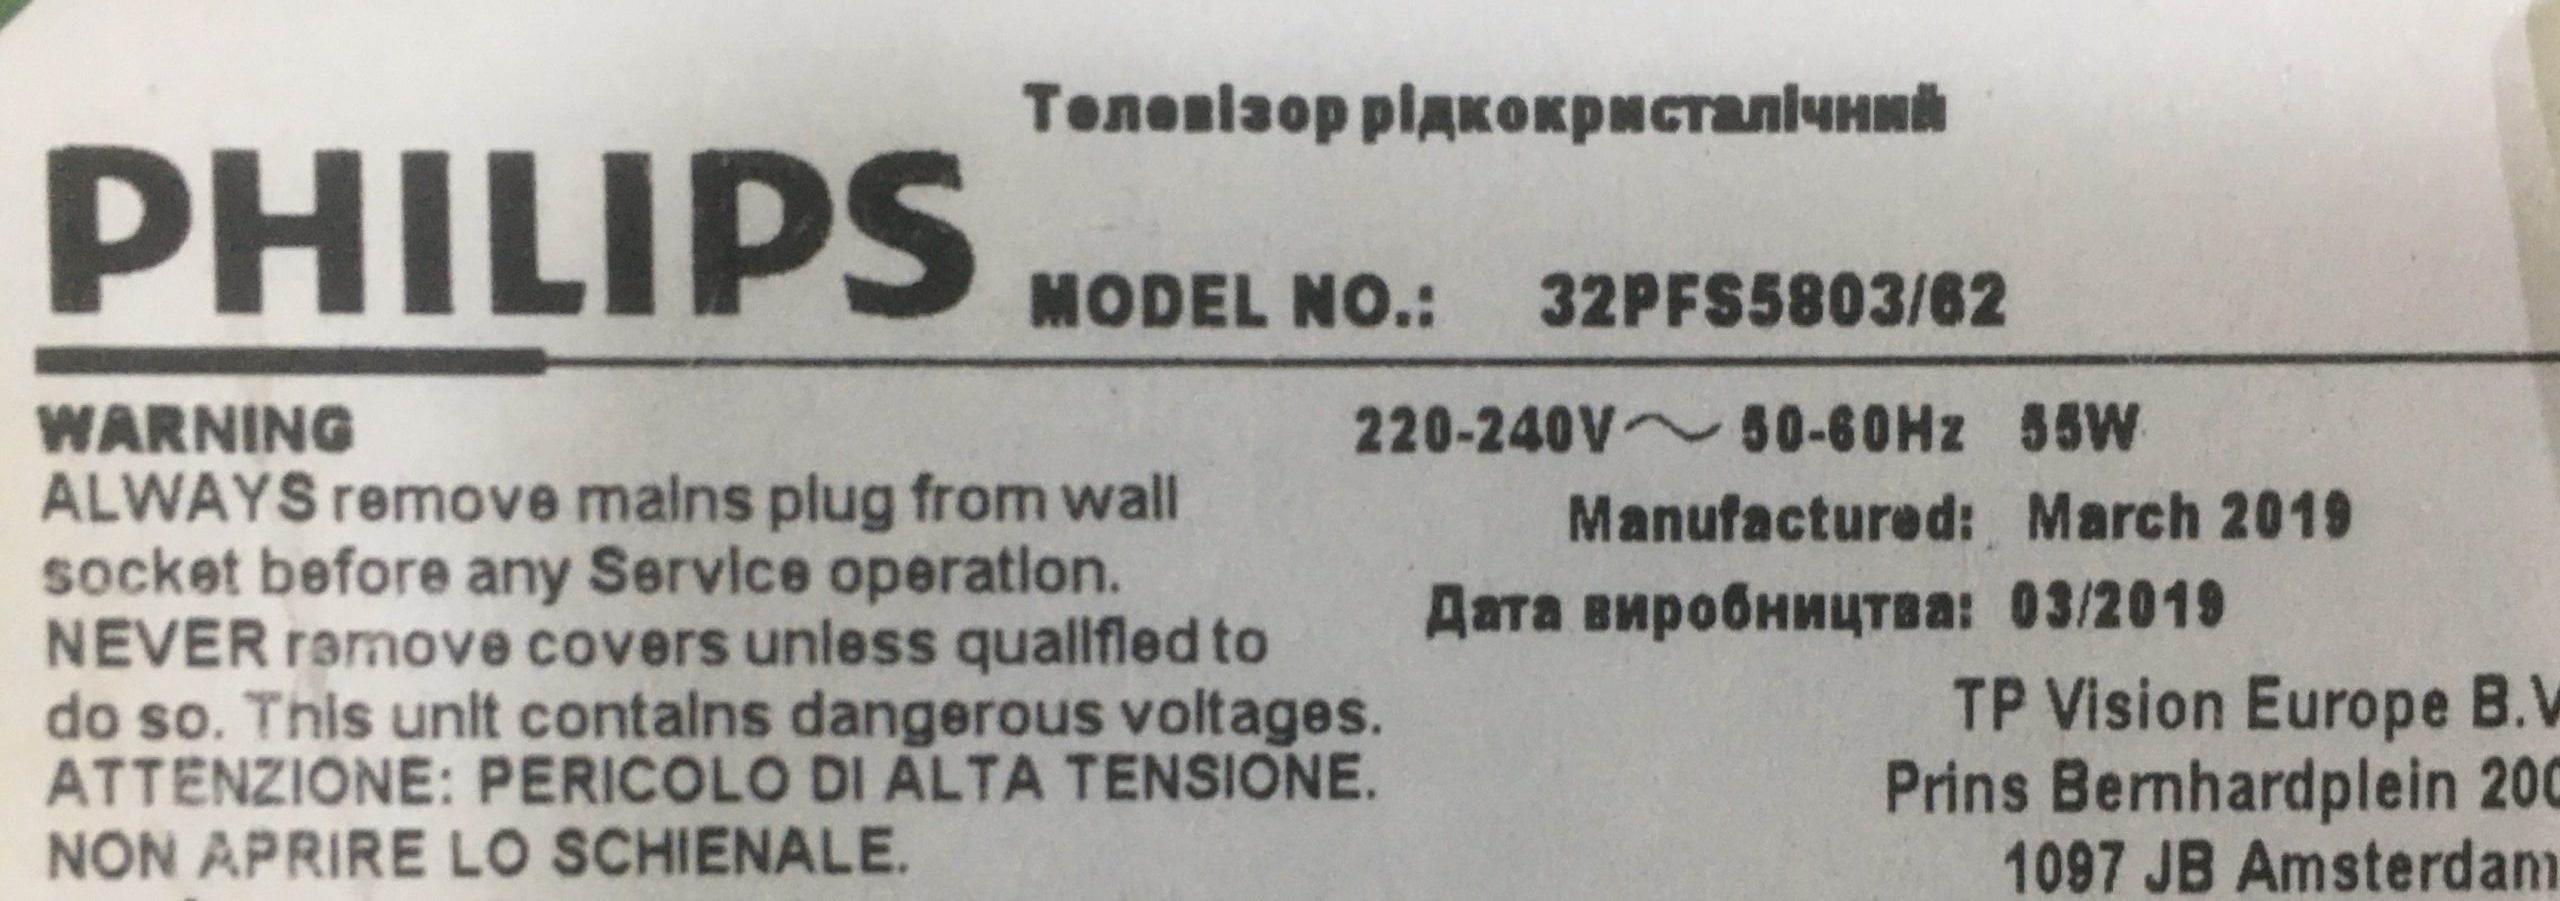 Телевізор рідкокристалічний
PHILIPS
MODEL NO.: 32PFS5803/62
WARNING
ALWAYS remove mains plug from wall
socket before any Service operation.
NEVER remove covers unless qualified to
do so. This unit contains dangerous voltages.
ATTENZIONE: PERICOLO DI ALTA TENSIONE.
NON APRIRE LO SCHIENALE.
220-240V～ 50-60Hz 55W
Manufactured: March 2019
Дата виробництва: 03/2019
TP Vision Europe B.V
Prins Bernhardplein 200
1097 JB Amsterdam